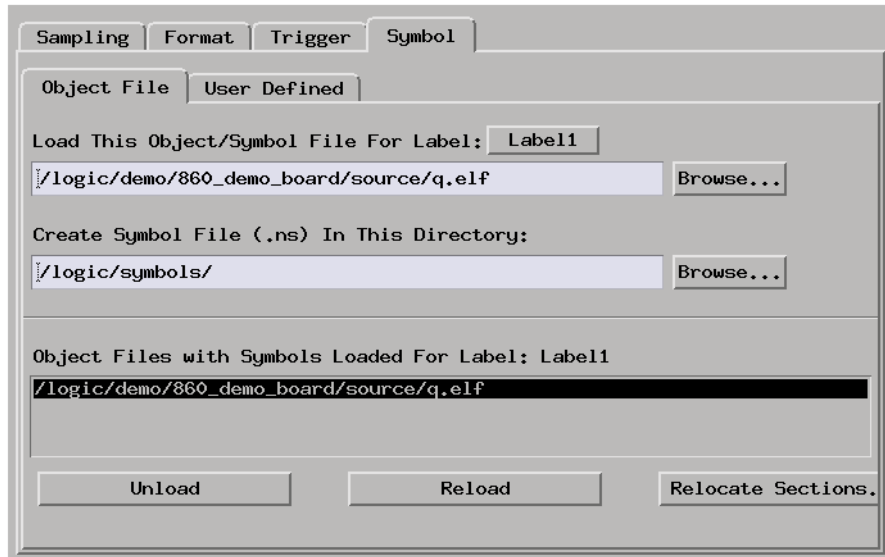 Sampling Format Trigger Symbol
Object File User Defined
Load This Object/Symbol File For Label: Label1
/logic/demo/860_demo_board/source/q.elf Browse...
Create Symbol File (.ns) In This Directory:
/logic/symbols/ Browse...
Object Files with Symbols Loaded For Label: Label1
/logic/demo/860_demo_board/source/q.elf
Unload Reload Relocate Sections.